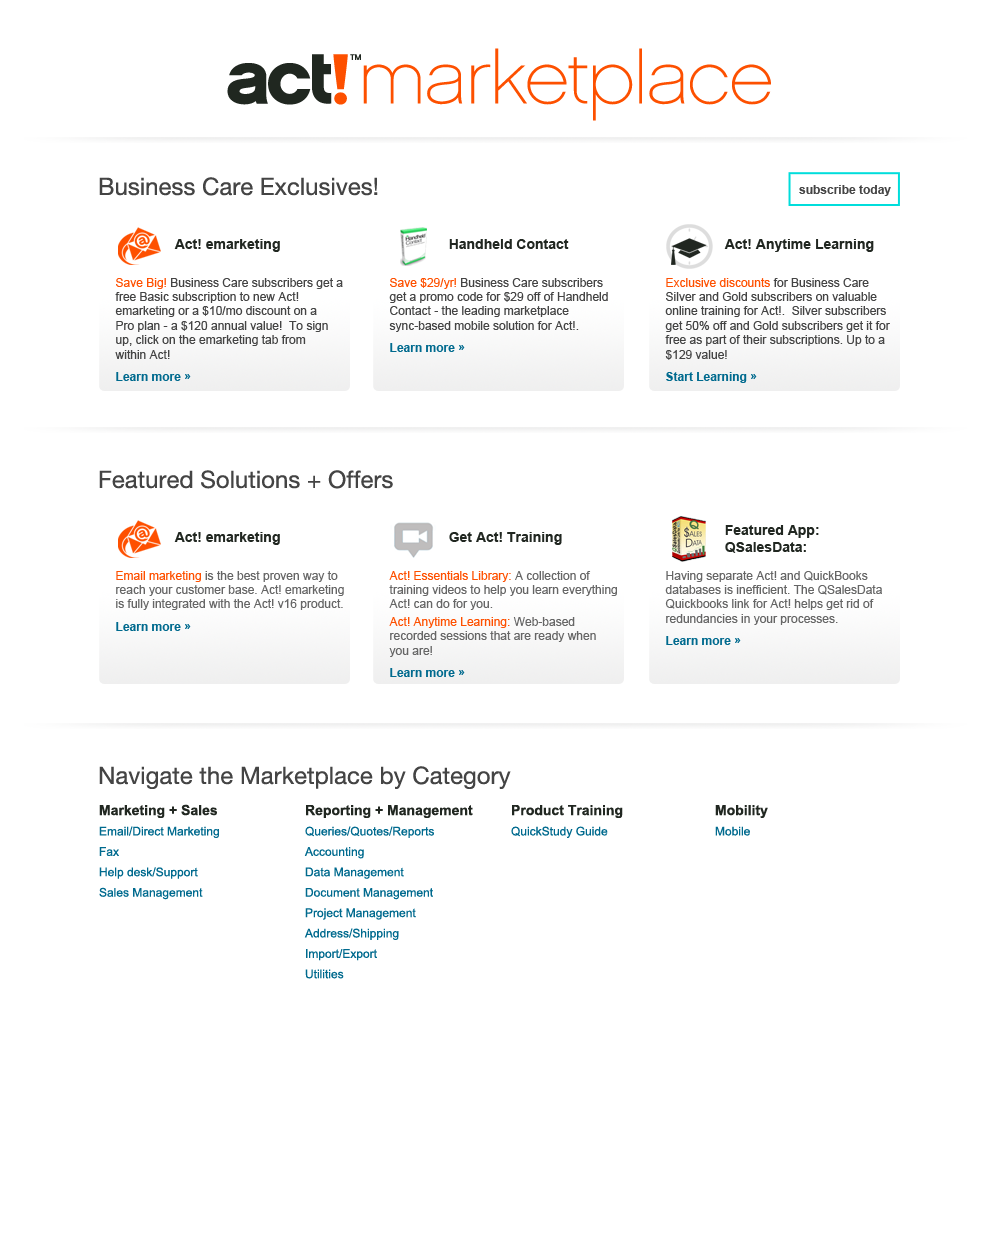 act!™marketplace
Business Care Exclusives!
subscribe today
Act! emarketing
Save Big! Business Care subscribers get a
free Basic subscription to new Act!
emarketing or a $10/mo discount on a
Pro plan - a $120 annual value!  To sign
up, click on the emarketing tab from
within Act!
Learn more »
Handheld Contact
Handheld Contact
Save $29/yr! Business Care subscribers
get a promo code for $29 off of Handheld
Contact - the leading marketplace
sync-based mobile solution for Act!.
Learn more »
Act! Anytime Learning
Exclusive discounts for Business Care
Silver and Gold subscribers on valuable
online training for Act!.  Silver subscribers
get 50% off and Gold subscribers get it for
free as part of their subscriptions. Up to a
$129 value!
Start Learning »
Featured Solutions + Offers
Act! emarketing
Email marketing is the best proven way to
reach your customer base. Act! emarketing
is fully integrated with the Act! v16 product.
Learn more »
Get Act! Training
Act! Essentials Library: A collection of
training videos to help you learn everything
Act! can do for you.
Act! Anytime Learning: Web-based
recorded sessions that are ready when
you are!
Learn more »
Q
SALES
DATA
Featured App:
QSalesData:
Having separate Act! and QuickBooks
databases is inefficient. The QSalesData
Quickbooks link for Act! helps get rid of
redundancies in your processes.
Learn more »
Navigate the Marketplace by Category
Marketing + Sales
Email/Direct Marketing
Fax
Help desk/Support
Sales Management
Reporting + Management
Queries/Quotes/Reports
Accounting
Data Management
Document Management
Project Management
Address/Shipping
Import/Export
Utilities
Product Training
QuickStudy Guide
Mobility
Mobile